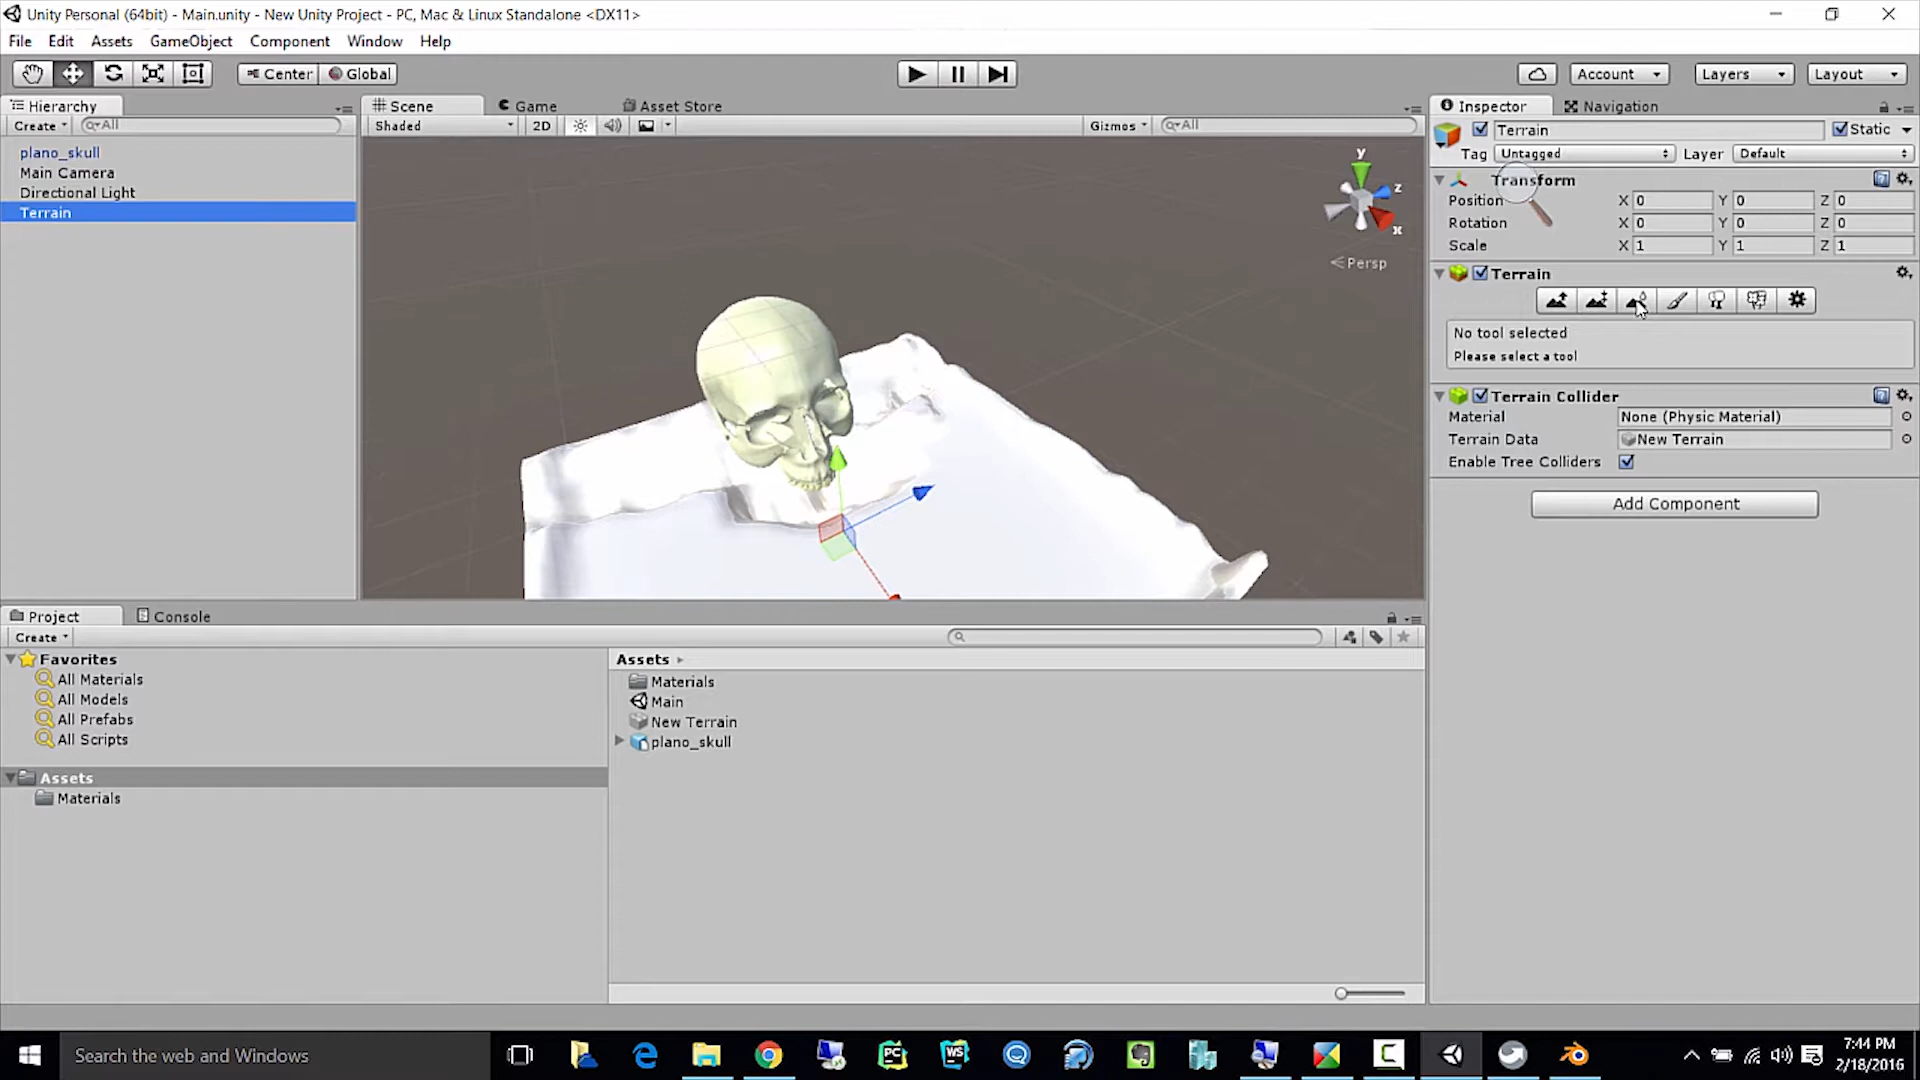 Unity Personal (64bit) - Main.unity - New Unity Project - PC, Mac & Linux Standalone <DX11>
File Edit Assets GameObject Component Window Help
Center Global Account Layers Layout
Hierarchy
Create All
plano_skull
Main Camera
Directional Light
Terrain
Scene Game Asset Store
Shaded 2D Gizmos All
y
z
x
Persp
Inspector Navigation
Terrain Static
Tag Untagged Layer Default
Transform
Position X 0 Y 0 Z 0
Rotation X 0 Y 0 Z 0
Scale X 1 Y 1 Z 1
Terrain
No tool selected
Please select a tool
Terrain Collider
Material None (Physic Material)
Terrain Data New Terrain
Enable Tree Colliders
Add Component
Project Console
Create
Favorites
All Materials
All Models
All Prefabs
All Scripts
Assets
Materials
Assets
Materials
Main
New Terrain
plano_skull
Search the web and Windows
PC
WS
C
7:44 PM
2/18/2016